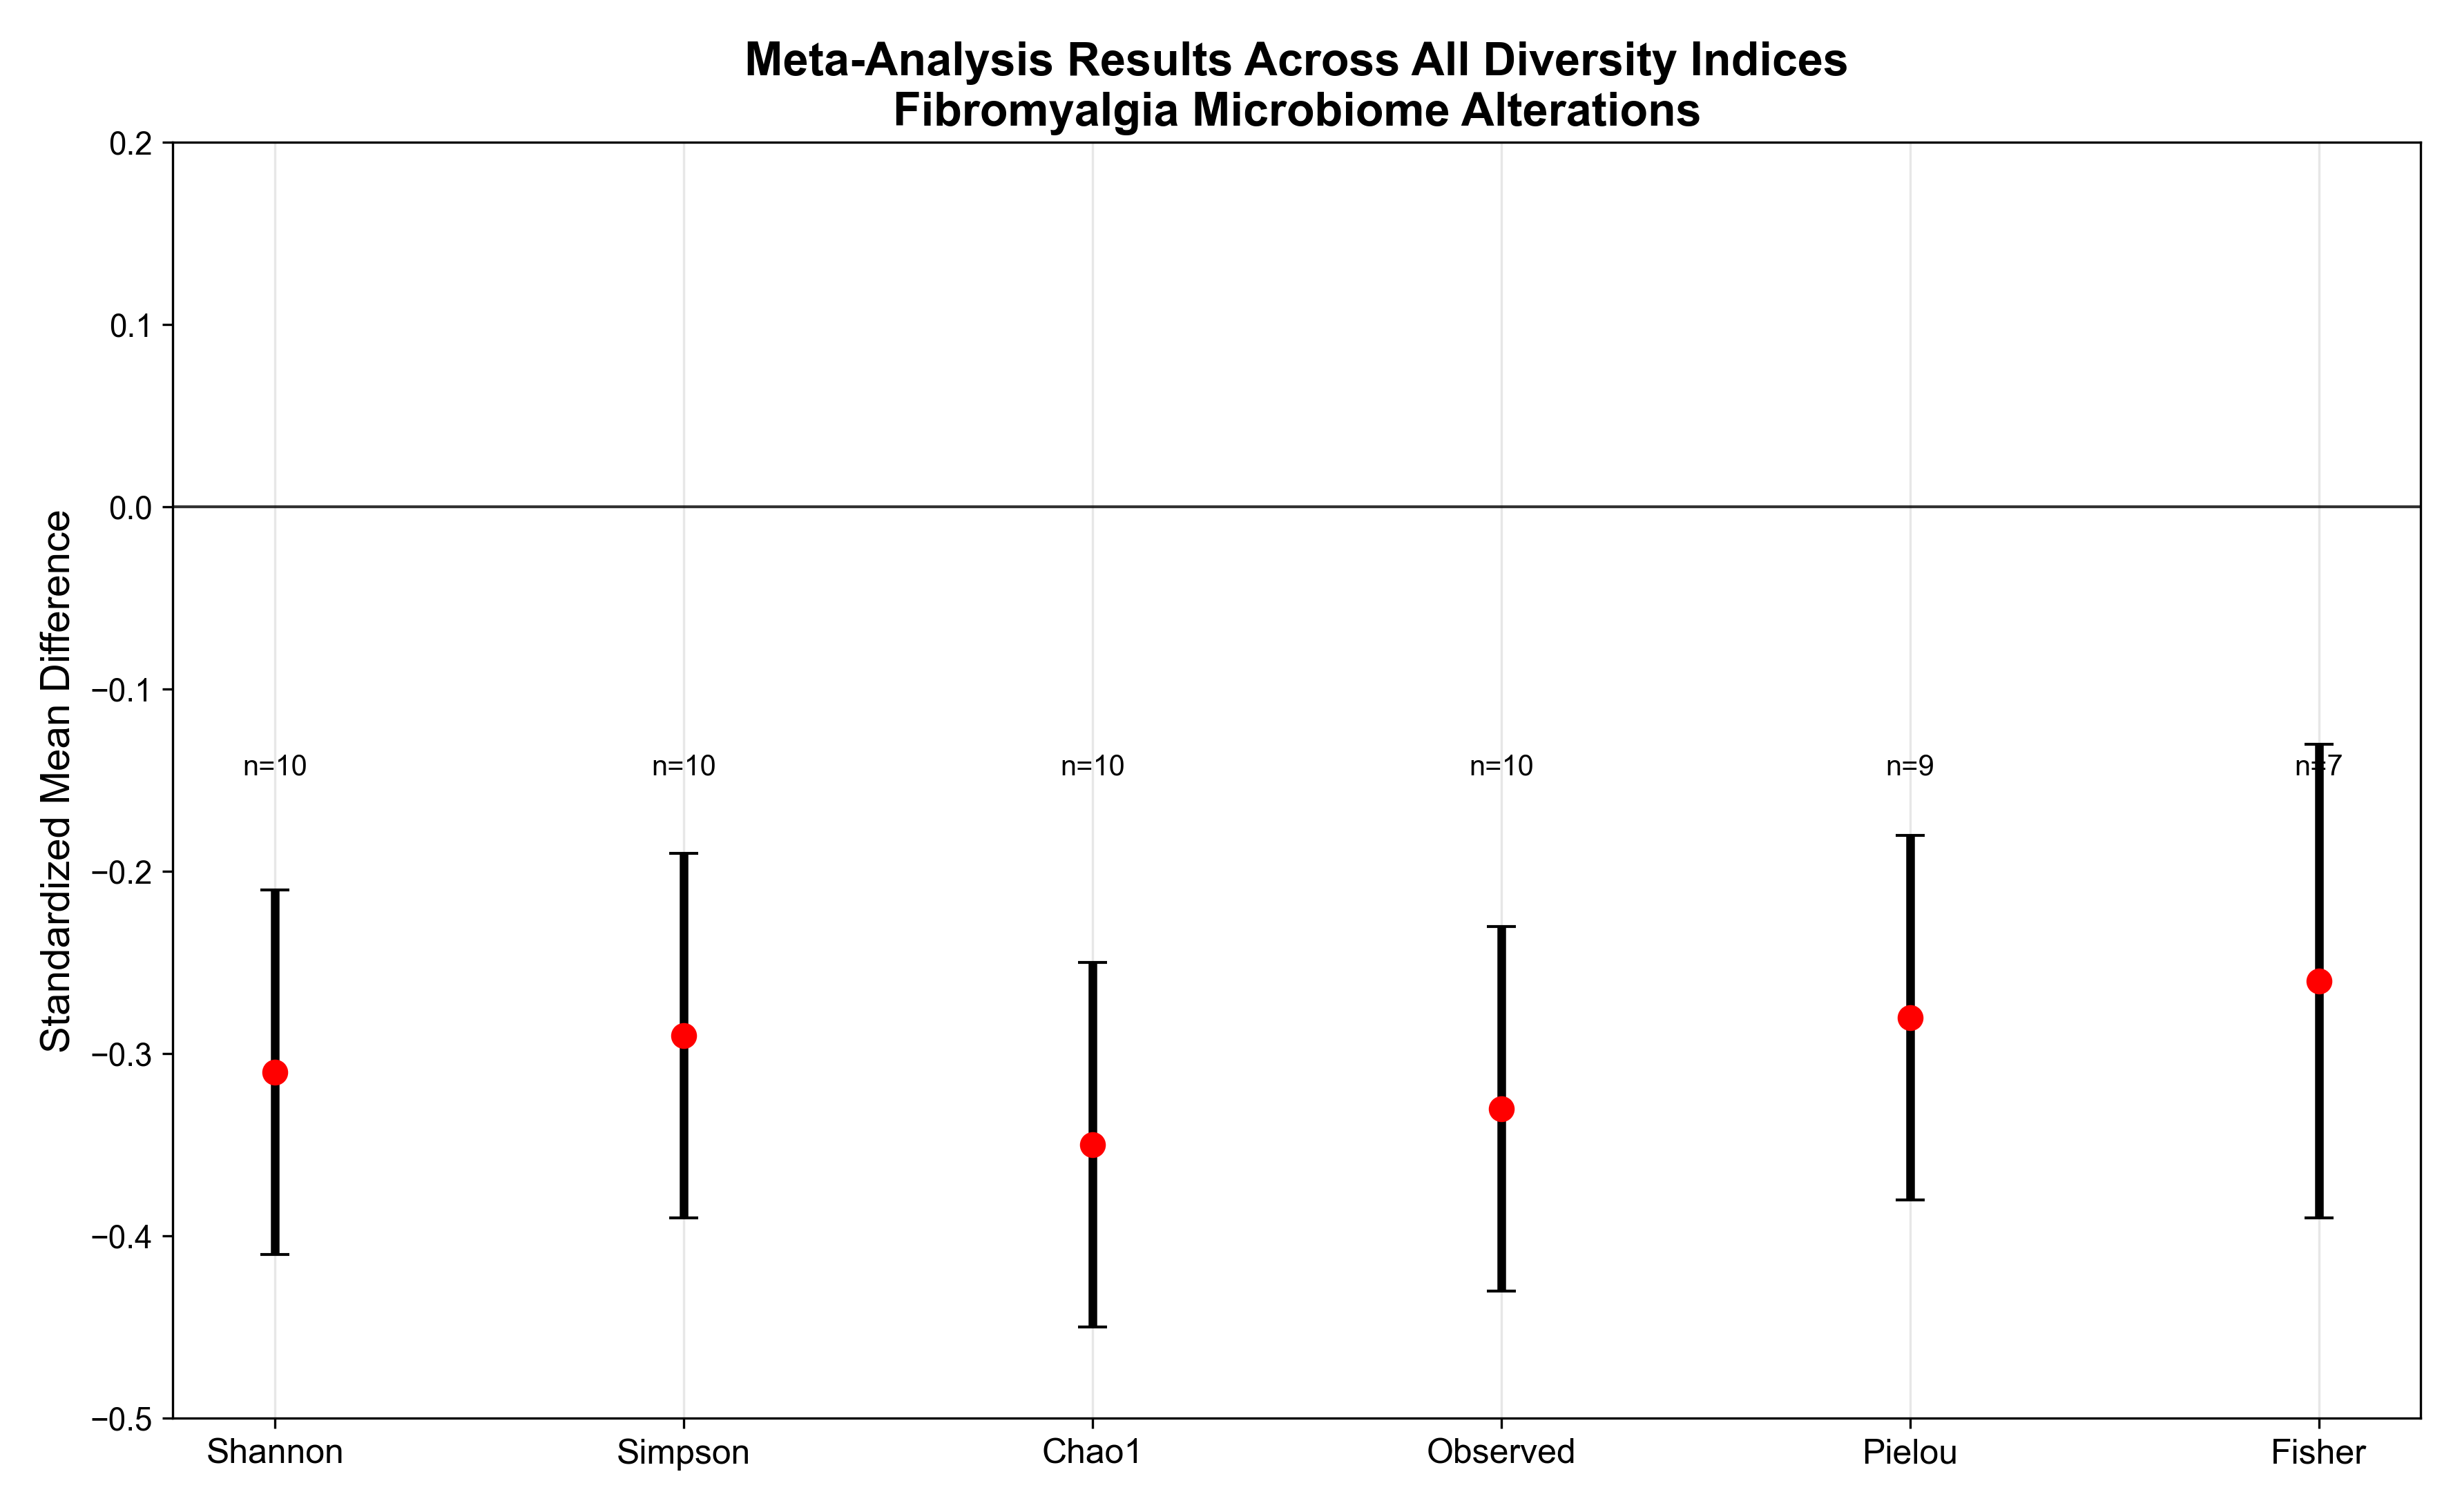 Meta-Analysis Results Across All Diversity Indices
Fibromyalgia Microbiome Alterations
Standardized Mean Difference
0.2
0.1
0.0
−0.1
−0.2
−0.3
−0.4
−0.5
n=10
n=10
n=10
n=10
n=9
n=7
Shannon
Simpson
Chao1
Observed
Pielou
Fisher